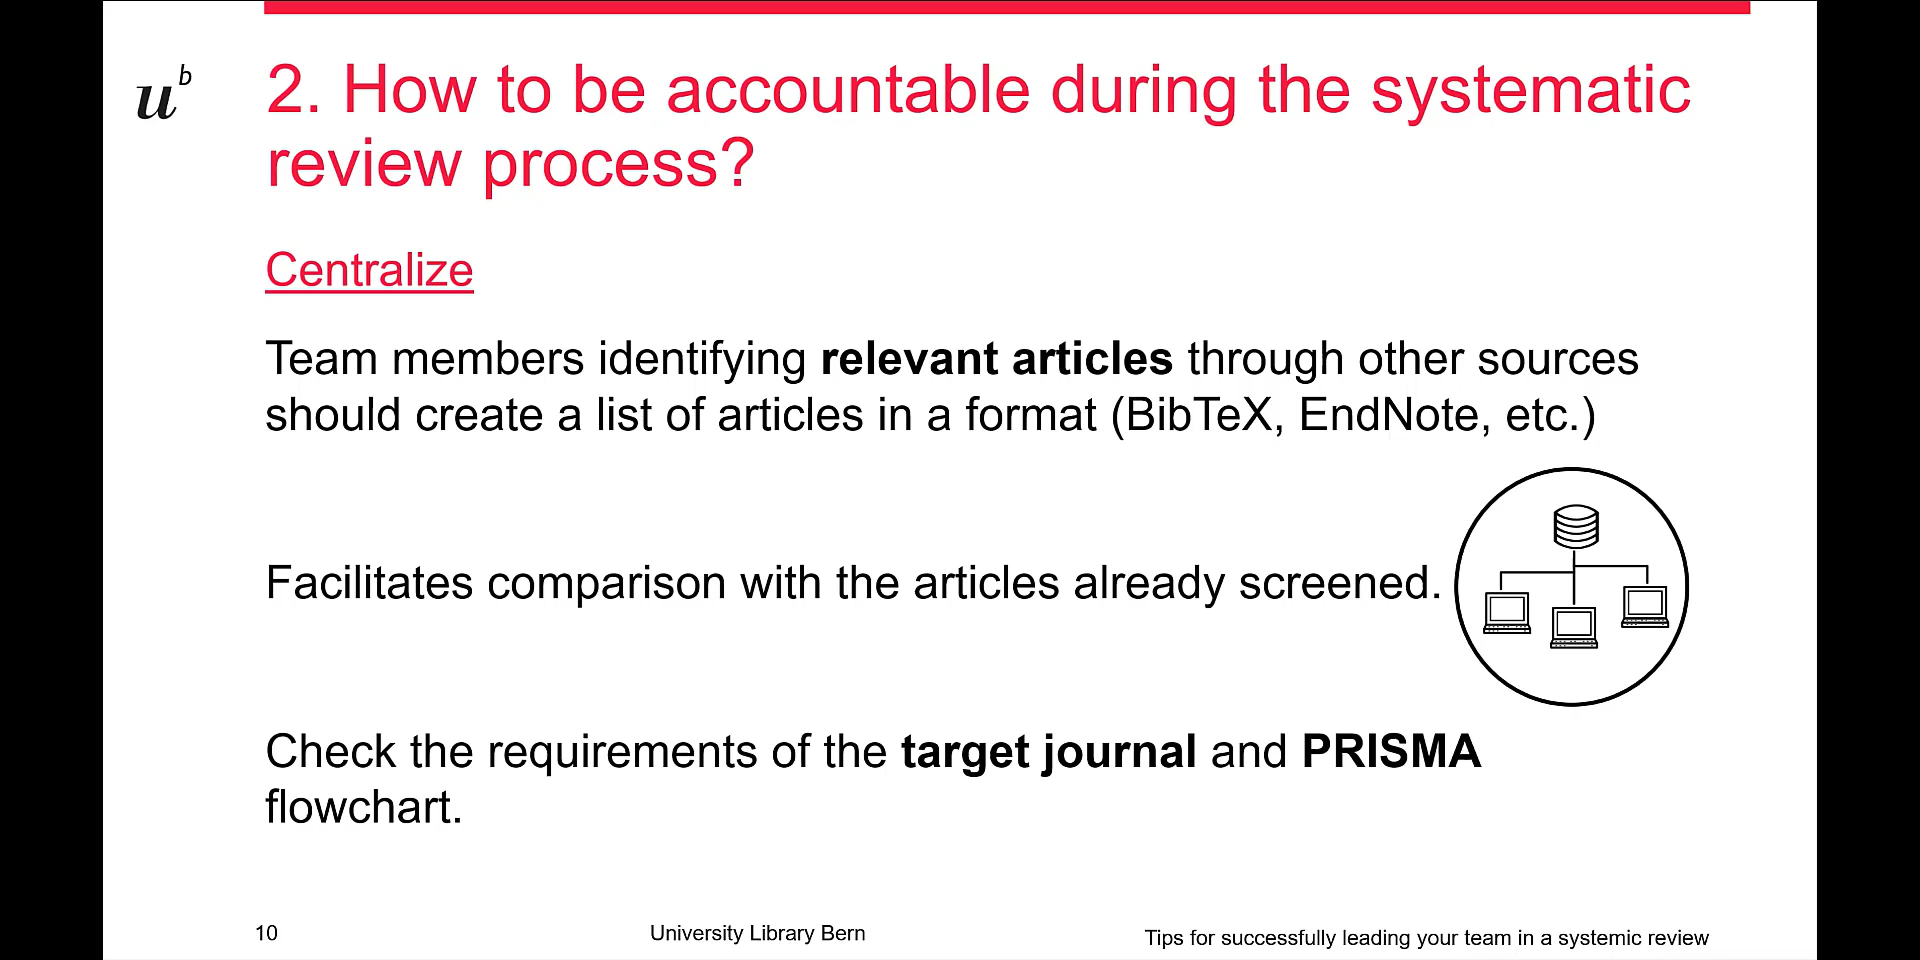 u b
2. How to be accountable during the systematic
review process?
Centralize
Team members identifying relevant articles through other sources
should create a list of articles in a format (BibTeX, EndNote, etc.)
Facilitates comparison with the articles already screened.
Check the requirements of the target journal and PRISMA
flowchart.
10
University Library Bern
Tips for successfully leading your team in a systemic review